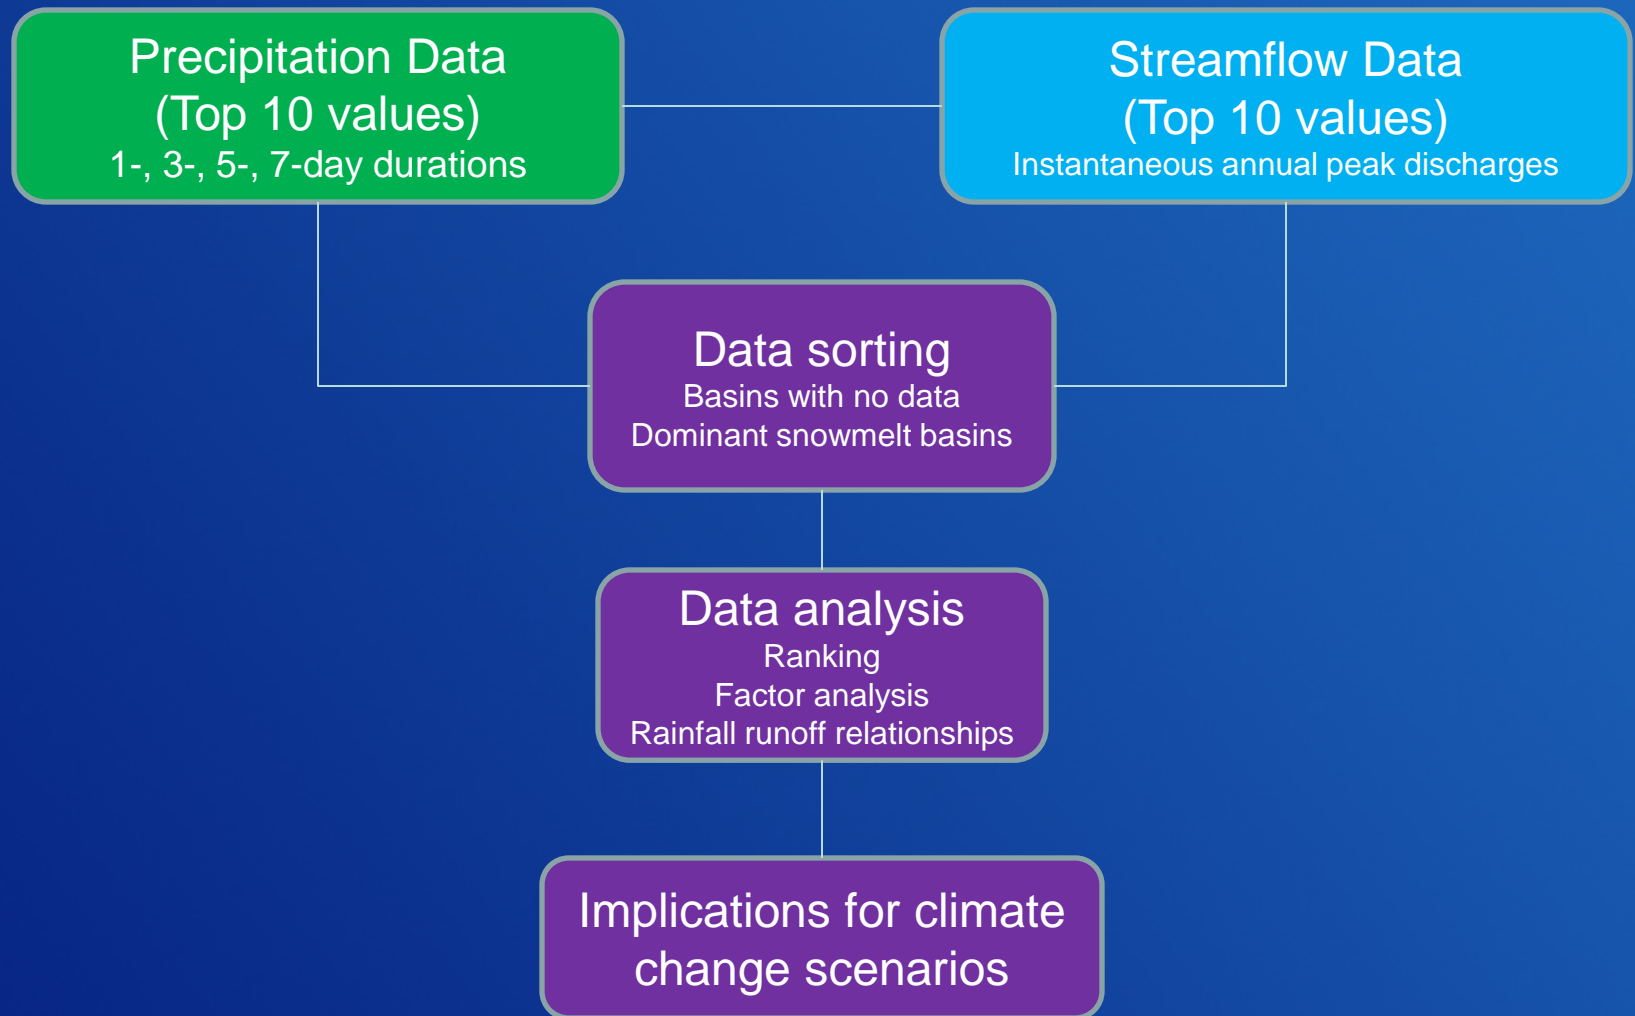 Precipitation Data
(Top 10 values)
1-, 3-, 5-, 7-day durations
Streamflow Data
(Top 10 values)
Instantaneous annual peak discharges
Data sorting
Basins with no data
Dominant snowmelt basins
Data analysis
Ranking
Factor analysis
Rainfall runoff relationships
Implications for climate
change scenarios